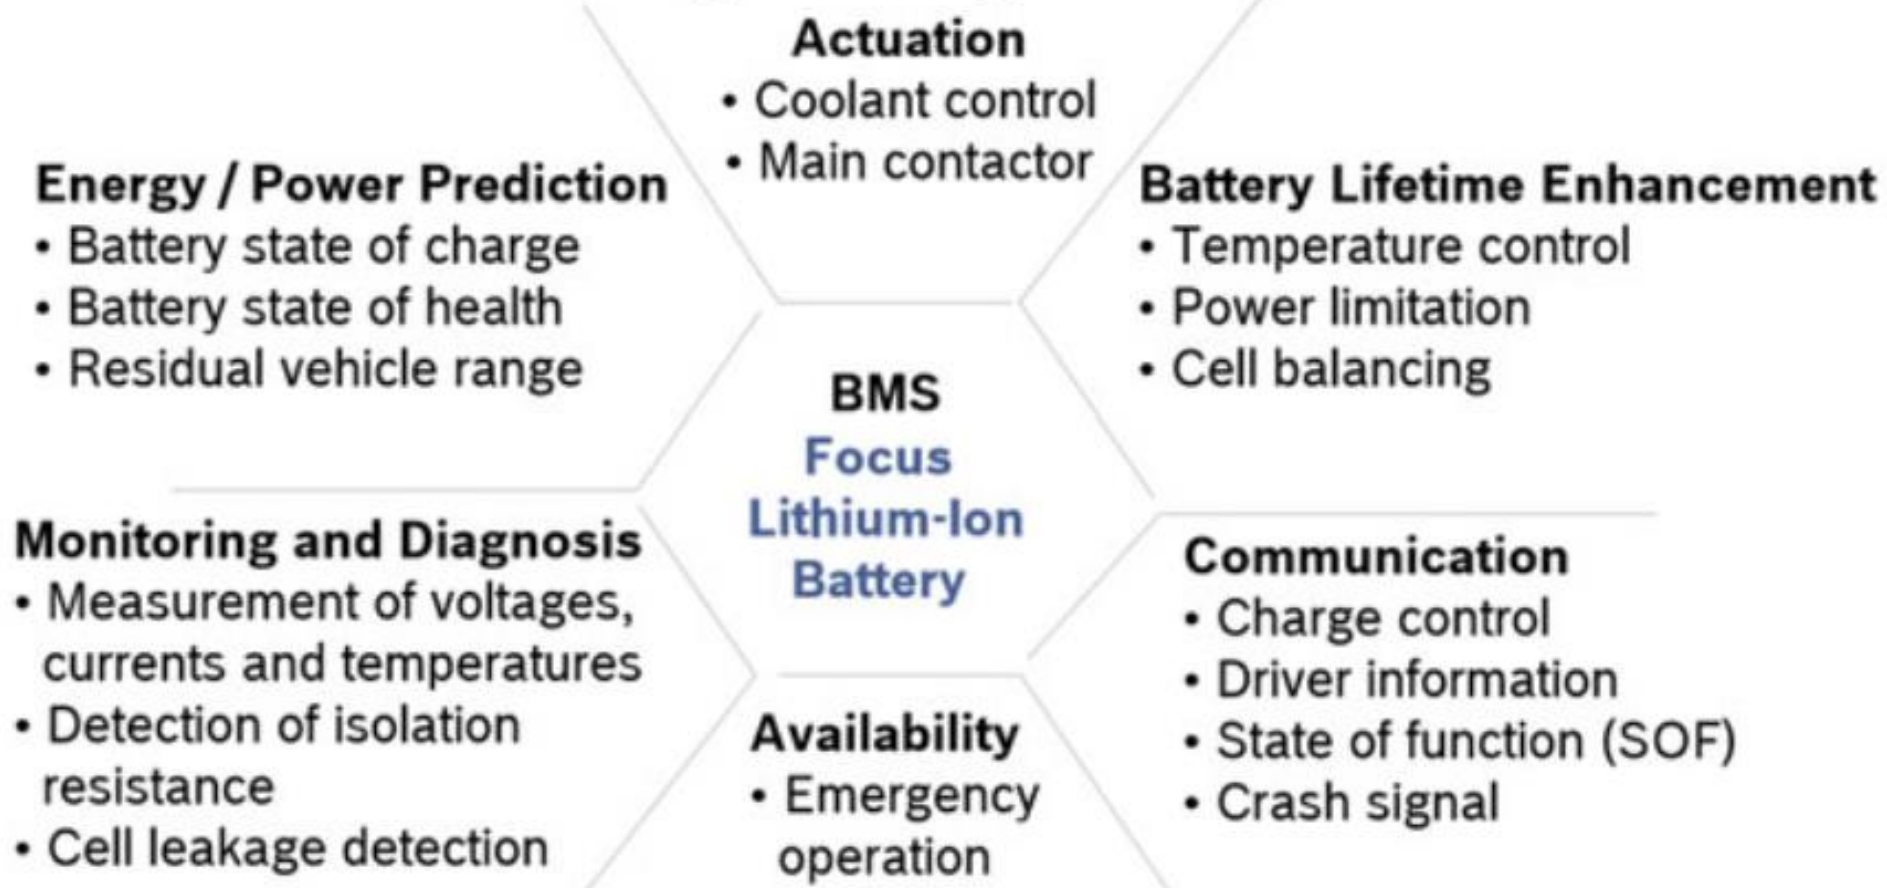 Actuation
• Coolant control
• Main contactor
Energy / Power Prediction
• Battery state of charge
• Battery state of health
• Residual vehicle range
Battery Lifetime Enhancement
• Temperature control
• Power limitation
• Cell balancing
BMS
Focus
Lithium-Ion
Battery
Monitoring and Diagnosis
• Measurement of voltages,
currents and temperatures
• Detection of isolation
resistance
• Cell leakage detection
Communication
• Charge control
• Driver information
• State of function (SOF)
• Crash signal
Availability
• Emergency
operation